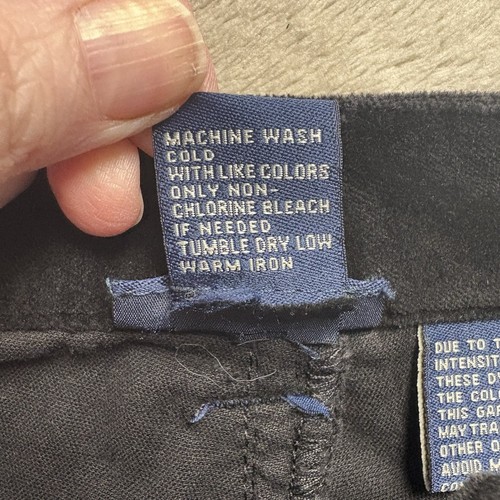 MACHINE WASH
COLD
WITH LIKE COLORS
ONLY NON-
CHLORINE BLEACH
IF NEEDED
TUMBLE DRY LOW
WARM IRON
DUE TO T
INTENSIT
THESE D
THE COL
THIS GA
MAY TRA
OTHER O
AVOID M